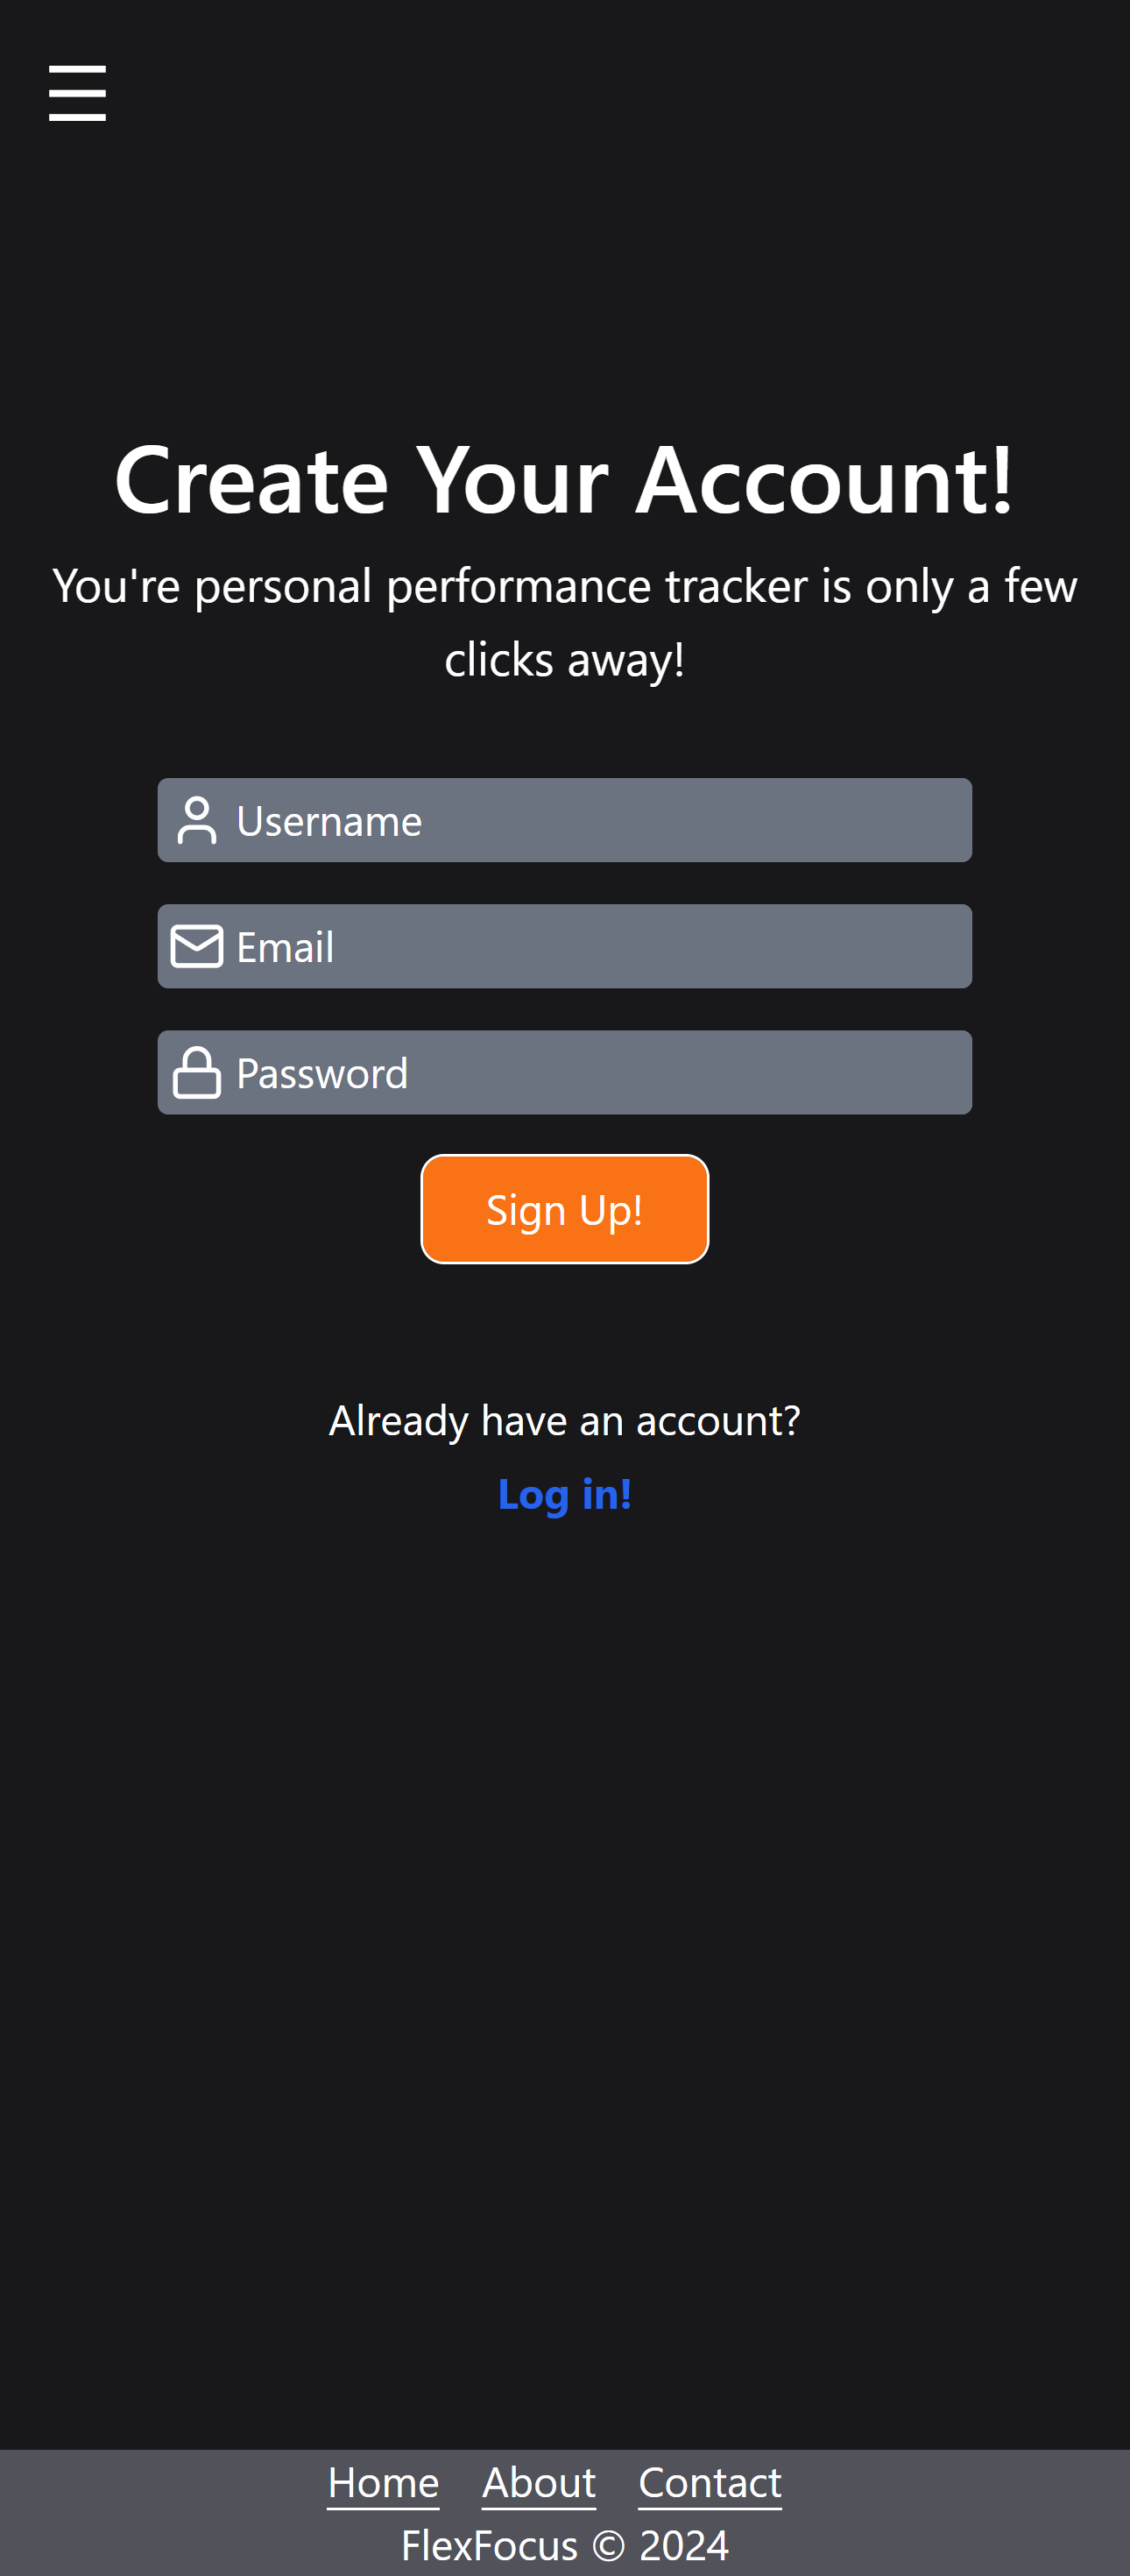 Create Your Account!
You're personal performance tracker is only a few
clicks away!
Username
Email
Password
Sign Up!
Already have an account?
Log in!
Home About Contact
FlexFocus © 2024